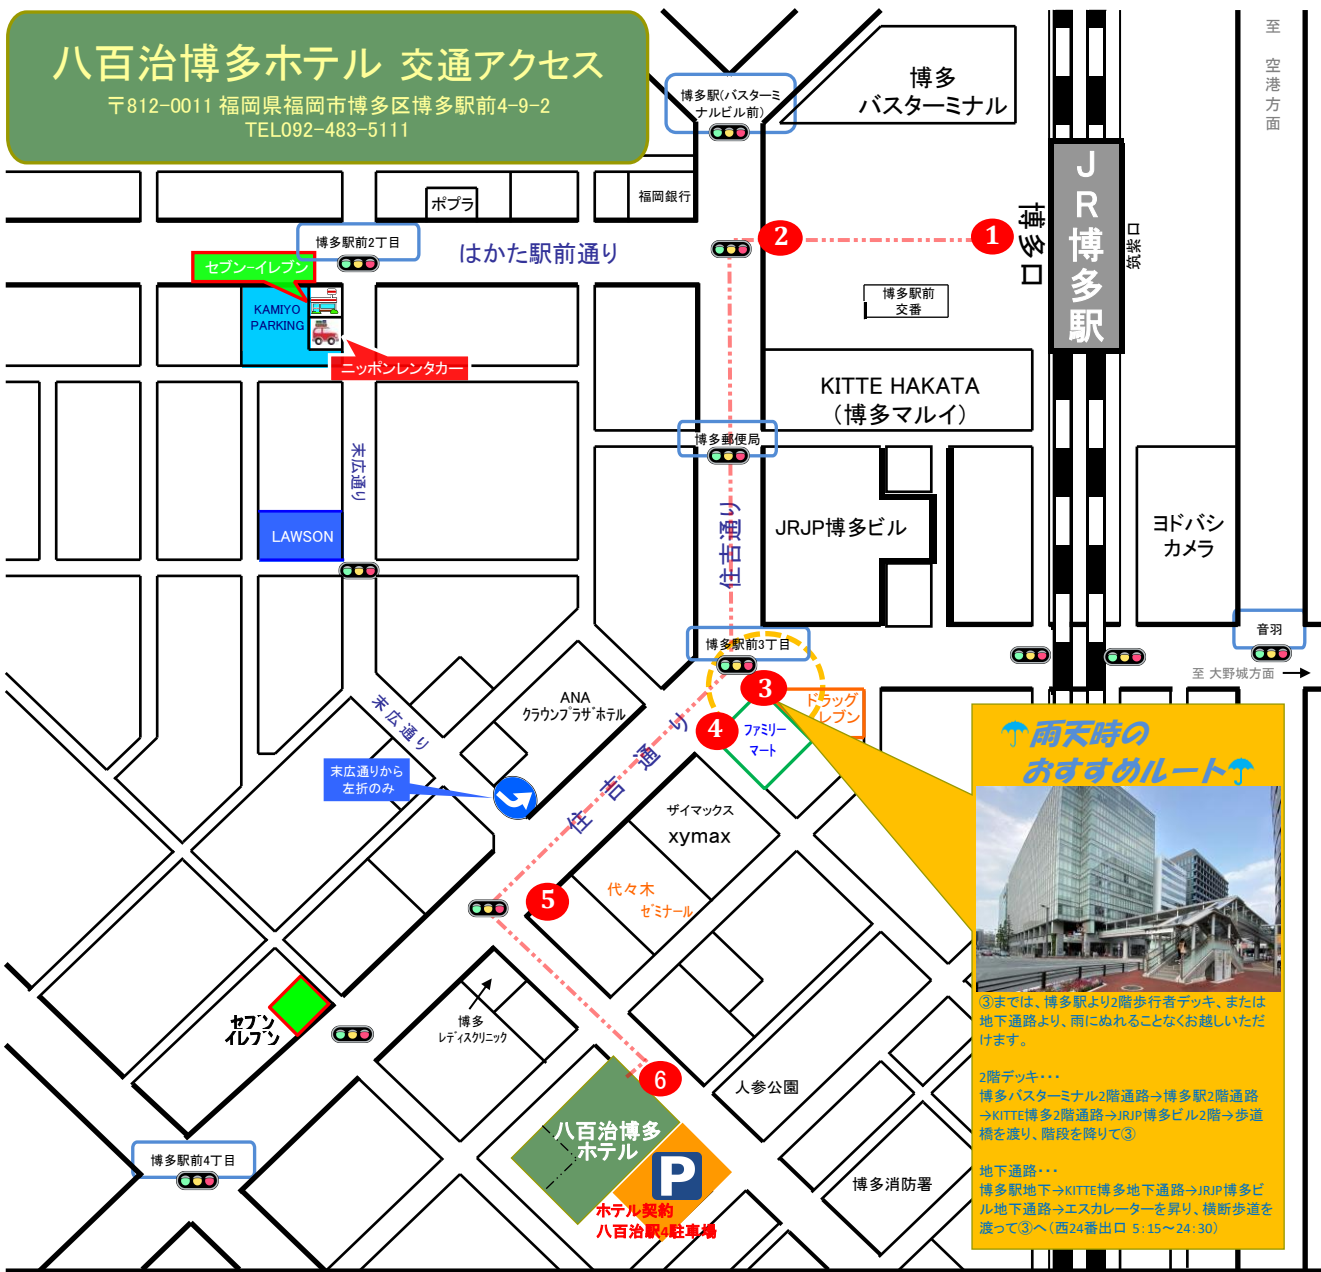 八百治博多ホテル 交通アクセス
〒812-0011 福岡県福岡市博多区博多駅前4-9-2
TEL092-483-5111
博多駅(バスターミ
ナルビル前)
博多
バスターミナル
至 空港方面
JR博多駅
博多口
筑紫口
福岡銀行
ポプラ
博多駅前2丁目
はかた駅前通り
セブン-イレブン
KAMIYO
PARKING
ニッポンレンタカー
1
2
博多駅前
交番
KITTE HAKATA
(博多マルイ)
博多郵便局
末広通り
LAWSON
住吉通り
JRJP博多ビル
ヨドバシ
カメラ
博多駅前3丁目
音羽
至 大野城方面
3
4
ドラッグ
イレブン
ファミリー
マート
ANA
クラウンプラザホテル
末広通り
末広通りから
左折のみ
住吉通り
ザイマックス
xymax
代々木
ゼミナール
5
セブン
イレブン
博多
レディスクリニック
6
人参公園
八百治博多
ホテル
P
ホテル契約
八百治駅4駐車場
博多消防署
博多駅前4丁目
雨天時の
おすすめルート
③までは、博多駅より2階歩行者デッキ、または
地下通路より、雨にぬれることなくお越しいただ
けます。
2階デッキ・・・
博多バスターミナル2階通路→博多駅2階通路
→KITTE博多2階通路→JRJP博多ビル2階→歩道
橋を渡り、階段を降りて③
地下通路・・・
博多駅地下→KITTE博多地下通路→JRJP博多ビ
ル地下通路→エスカレーターを昇り、横断歩道を
渡って③へ(西24番出口 5:15～24:30)